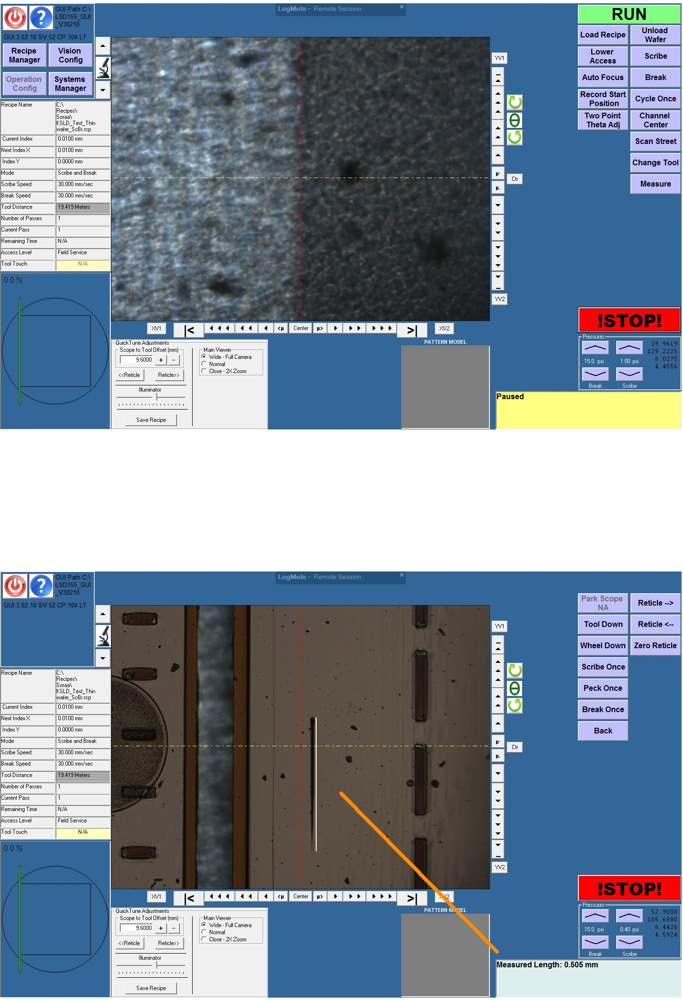 LogMeIn - Remote Session
GUI Path C:\
LSD155_GUI
_V30210
GUI:3.02.10 SV:52 CP:104 LT
Recipe
Manager
Vision
Config
Operation
Config
Systems
Manager
Recipe Name
C:\
Recipes\
Soraa\
KSLD_Test_Thin
wafer_ScBr.rcp
Current Index 0.0100 mm
Next Index X 0.0100 mm
Index Y 0.0000 mm
Mode Scribe and Break
Scribe Speed 30.000 mm/sec
Break Speed 30.000 mm/sec
Tool Distance 19.419 Meters
Number of Passes 1
Current Pass 1
Remaining Time N/A
Access Level Field Service
Tool Touch N/A
0.0 %
YV1
Θ
µ-
µ.
Ctr
YV2
XV1 |< <µ Center µ> >| XV2
QuickTune Adjustments
Scope to Tool Offset (mm)
9.6000 + -
<<Reticle Reticle>>
Illuminator
Save Recipe
Main Viewer
Wide - Full Camera
Normal
Close - 2X Zoom
PATTERN MODEL
RUN
Load Recipe
Unload
Wafer
Lower
Access
Scribe
Auto Focus Break
Record Start
Position
Cycle Once
Two Point
Theta Adj
Channel
Center
Scan Street
Change Tool
Measure
!STOP!
Pressures
39.9619
129.2225
8.0275
4.4556
15.0 psi 1.00 psi
Break Scribe
Paused
LogMeIn - Remote Session
GUI Path C:\
LSD155_GUI
_V30210
GUI:3.02.10 SV:52 CP:104 LT
Recipe Name
C:\
Recipes\
Soraa\
KSLD_Test_Thin
wafer_ScBr.rcp
Current Index 0.0100 mm
Next Index X 0.0100 mm
Index Y 0.0000 mm
Mode Scribe and Break
Scribe Speed 30.000 mm/sec
Break Speed 30.000 mm/sec
Tool Distance 19.419 Meters
Number of Passes 1
Current Pass 1
Remaining Time N/A
Access Level Field Service
Tool Touch N/A
0.0 %
YV1
Θ
µ-
µ.
Ctr
YV2
XV1 |< <µ Center µ> >| XV2
QuickTune Adjustments
Scope to Tool Offset (mm)
9.6000 + -
<<Reticle Reticle>>
Illuminator
Save Recipe
Main Viewer
Wide - Full Camera
Normal
Close - 2X Zoom
PATTERN MODEL
Park Scope
NA
Reticle -->
Tool Down Reticle <--
Wheel Down Zero Reticle
Scribe Once
Peck Once
Break Once
Back
!STOP!
Pressures
52.9000
105.6880
6.4426
4.5924
15.0 psi 0.40 psi
Break Scribe
Measured Length: 0.505 mm